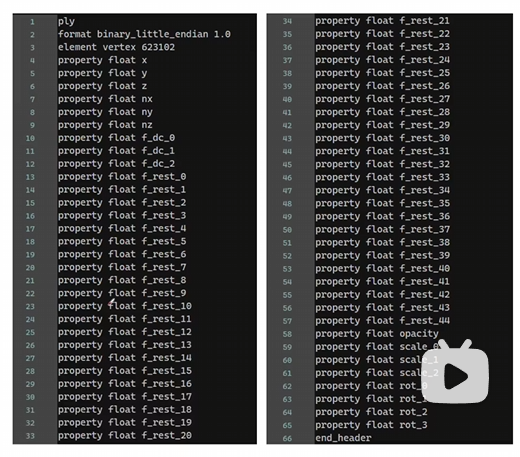 1 ply
2 format binary_little_endian 1.0
3 element vertex 623102
4 property float x
5 property float y
6 property float z
7 property float nx
8 property float ny
9 property float nz
10 property float f_dc_0
11 property float f_dc_1
12 property float f_dc_2
13 property float f_rest_0
14 property float f_rest_1
15 property float f_rest_2
16 property float f_rest_3
17 property float f_rest_4
18 property float f_rest_5
19 property float f_rest_6
20 property float f_rest_7
21 property float f_rest_8
22 property float f_rest_9
23 property float f_rest_10
24 property float f_rest_11
25 property float f_rest_12
26 property float f_rest_13
27 property float f_rest_14
28 property float f_rest_15
29 property float f_rest_16
30 property float f_rest_17
31 property float f_rest_18
32 property float f_rest_19
33 property float f_rest_20
34 property float f_rest_21
35 property float f_rest_22
36 property float f_rest_23
37 property float f_rest_24
38 property float f_rest_25
39 property float f_rest_26
40 property float f_rest_27
41 property float f_rest_28
42 property float f_rest_29
43 property float f_rest_30
44 property float f_rest_31
45 property float f_rest_32
46 property float f_rest_33
47 property float f_rest_34
48 property float f_rest_35
49 property float f_rest_36
50 property float f_rest_37
51 property float f_rest_38
52 property float f_rest_39
53 property float f_rest_40
54 property float f_rest_41
55 property float f_rest_42
56 property float f_rest_43
57 property float f_rest_44
58 property float opacity
59 property float scale_0
60 property float scale_1
61 property float scale_2
62 property float rot_0
63 property float rot_1
64 property float rot_2
65 property float rot_3
66 end_header